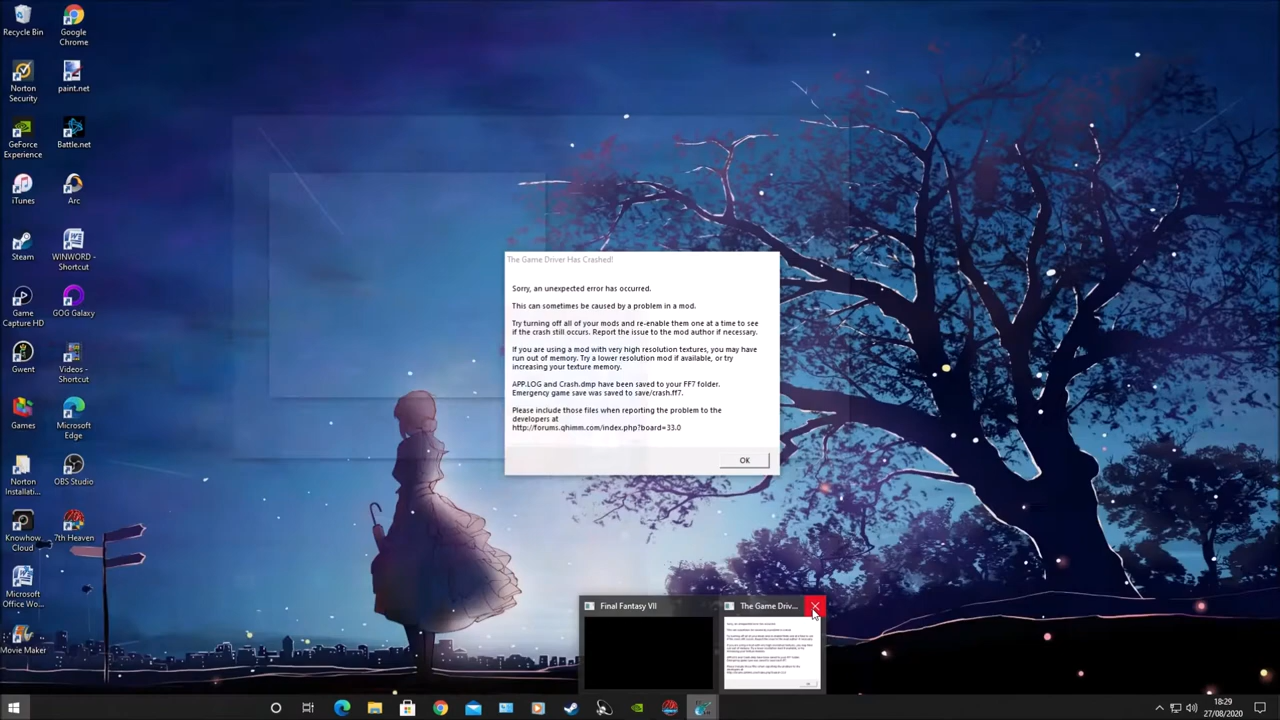 Recycle Bin
Google
Chrome
Norton
Security
paint.net
GeForce
Experience
Battle.net
iTunes
Arc
Steam
WINWORD -
Shortcut
Game
Capture HD
GOG Galaxy
Gwent
Videos -
Shortcut
Games
Microsoft
Edge
Norton
Installati...
OBS Studio
Knowhow
Cloud
7th Heaven
Microsoft
Office Wo...
Movie Notes
The Game Driver Has Crashed!
Sorry, an unexpected error has occurred.
This can sometimes be caused by a problem in a mod.
Try turning off all of your mods and re-enable them one at a time to see
if the crash still occurs. Report the issue to the mod author if necessary.
If you are using a mod with very high resolution textures, you may have
run out of memory. Try a lower resolution mod if available, or try
increasing your texture memory.
APP.LOG and Crash.dmp have been saved to your FF7 folder.
Emergency game save was saved to save/crash.ff7.
Please include those files when reporting the problem to the
developers at
http://forums.qhimm.com/index.php?board=33.0
OK
Final Fantasy VII
The Game Driv...
18:29
27/08/2020